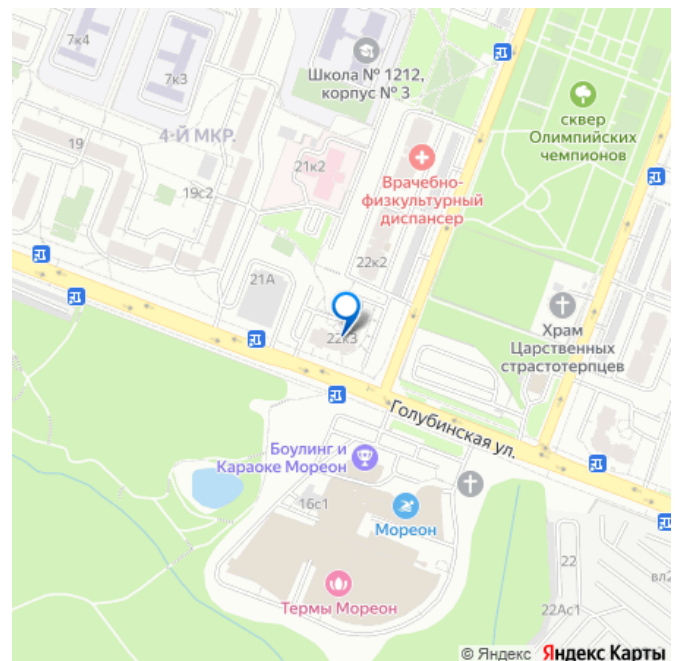 7к4
7к3
Школа № 1212,
корпус № 3
4-Й МКР.
19
19с2
21к2
сквер
Олимпийских
чемпионов
Врачебно-
физкультурный
диспансер
22к2
21А
22к3
Храм
Царственных
страстотерпцев
Голубинская ул.
Боулинг и
Караоке Мореон
16с1
Мореон
Термы Мореон
22
22Ас1
вл2
© Яндекс Яндекс Карты